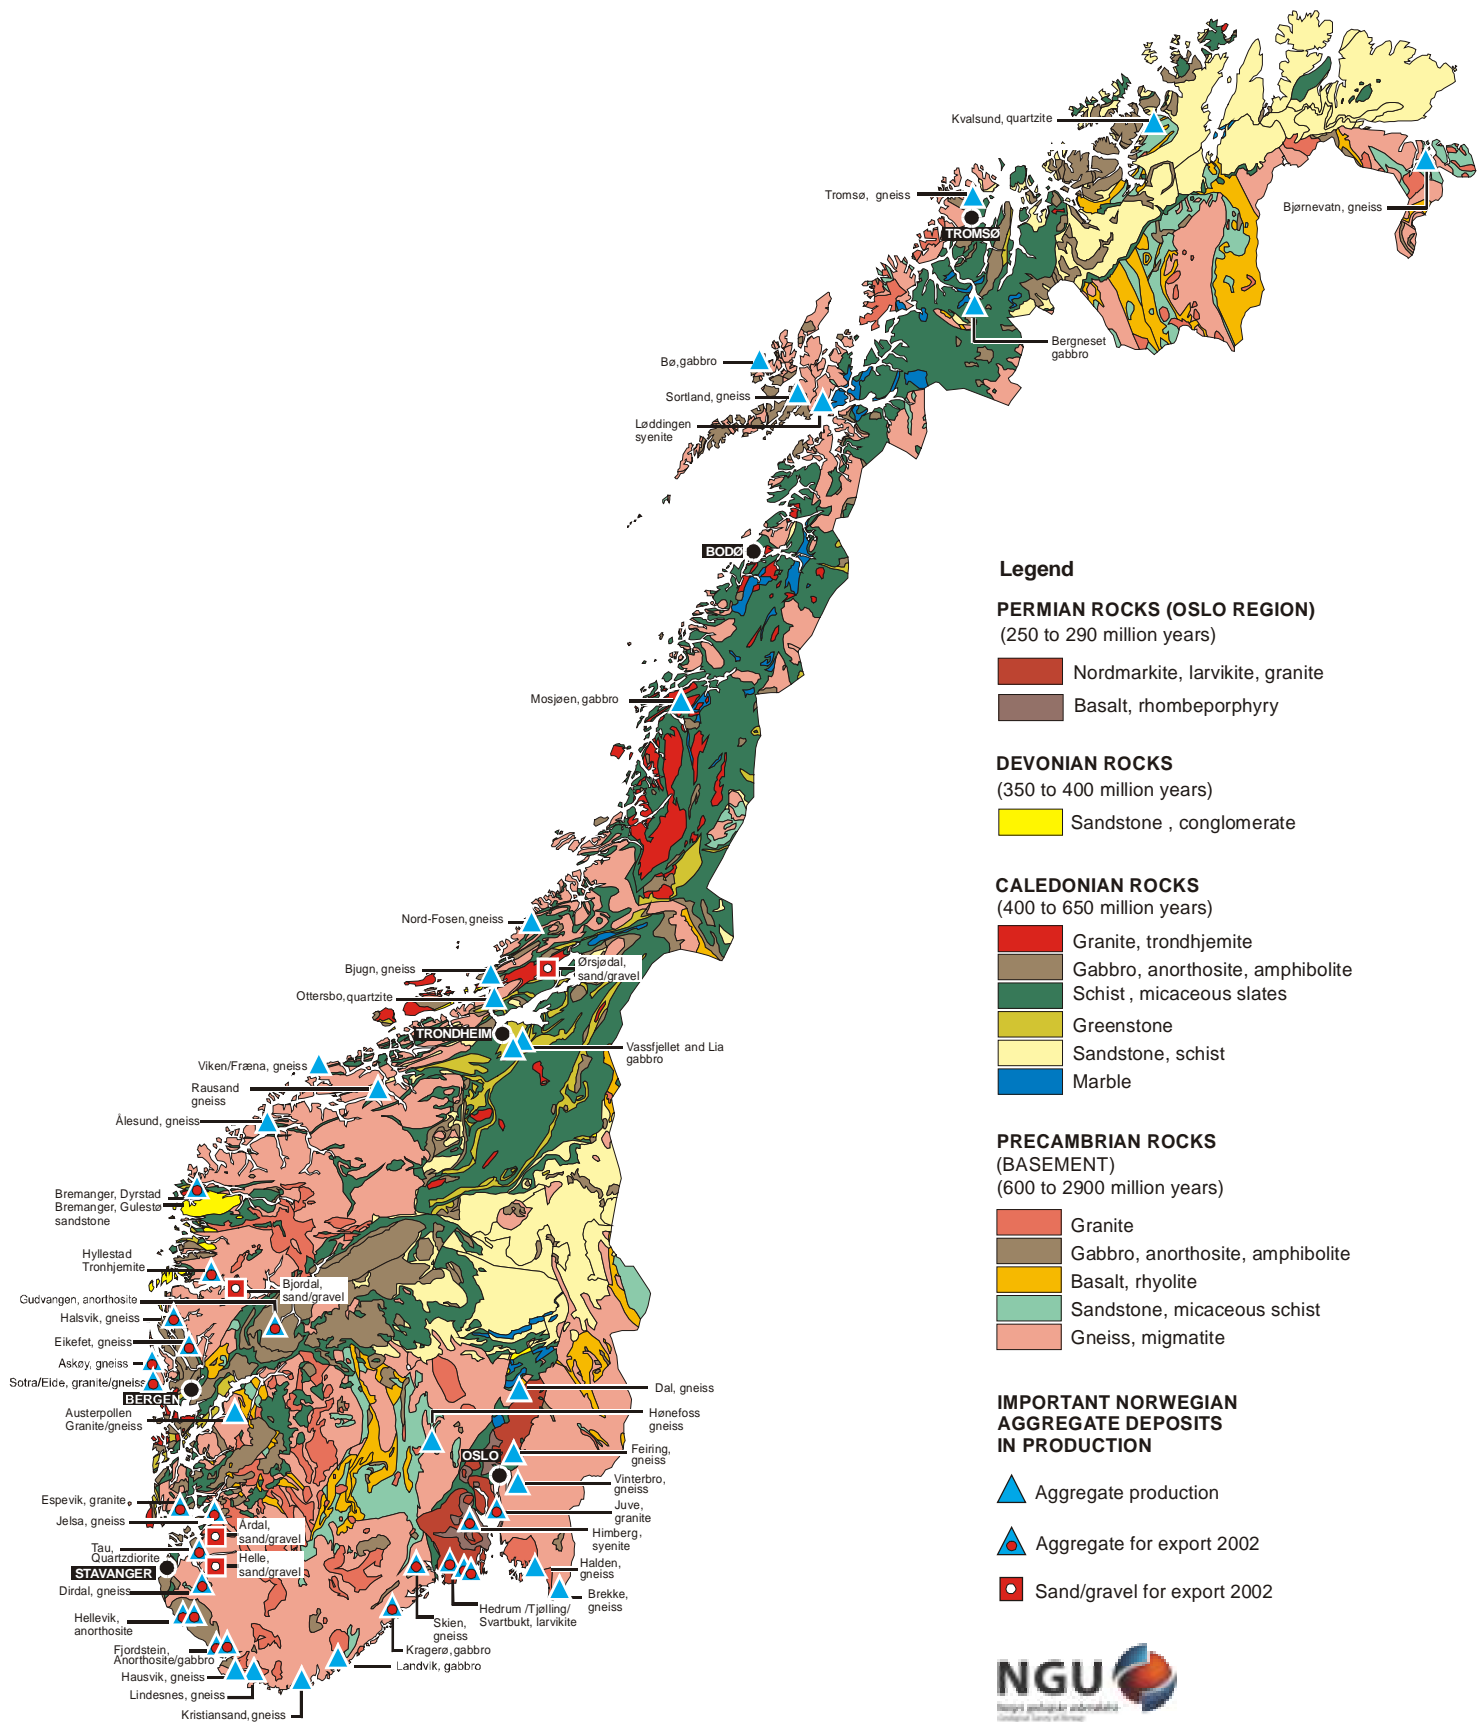 Kvalsund, quartzite
Tromsø, gneiss
TROMSØ
Bjørnevatn, gneiss
Bergneset
gabbro
Bø, gabbro
Sortland, gneiss
Løddingen
syenite
BODØ
Mosjøen, gabbro
Nord-Fosen, gneiss
Bjugn, gneiss
Ørsjødal,
sand/gravel
Ottersbo, quartzite
TRONDHEIM
Vassfjellet and Lia
gabbro
Viken/Fræna, gneiss
Rausand
gneiss
Ålesund, gneiss
Bremanger, Dyrstad
Bremanger, Gulestø
sandstone
Hyllestad
Tronhjemite
Bjordal,
sand/gravel
Gudvangen, anorthosite
Halsvik, gneiss
Eikefet, gneiss
Askøy, gneiss
Sotra/Eide, granite/gneiss
BERGEN
Austerpollen
Granite/gneiss
Dal, gneiss
Hønefoss
gneiss
OSLO
Feiring,
gneiss
Vinterbro,
gneiss
Juve,
granite
Himberg,
syenite
Halden,
gneiss
Brekke,
gneiss
Hedrum /Tjølling/
Svartbukt, larvikite
Skien,
gneiss
Kragerø, gabbro
Landvik, gabbro
Espevik, granite
Jelsa, gneiss
Årdal,
sand/gravel
Tau,
Quartzdiorite
Helle,
sand/gravel
STAVANGER
Dirdal, gneiss
Hellevik,
anorthosite
Fjordstein,
Anorthosite/gabbro
Hausvik, gneiss
Lindesnes, gneiss
Kristiansand, gneiss
Legend
PERMIAN ROCKS (OSLO REGION)
(250 to 290 million years)
Nordmarkite, larvikite, granite
Basalt, rhombeporphyry
DEVONIAN ROCKS
(350 to 400 million years)
Sandstone , conglomerate
CALEDONIAN ROCKS
(400 to 650 million years)
Granite, trondhjemite
Gabbro, anorthosite, amphibolite
Schist , micaceous slates
Greenstone
Sandstone, schist
Marble
PRECAMBRIAN ROCKS
(BASEMENT)
(600 to 2900 million years)
Granite
Gabbro, anorthosite, amphibolite
Basalt, rhyolite
Sandstone, micaceous schist
Gneiss, migmatite
IMPORTANT NORWEGIAN
AGGREGATE DEPOSITS
IN PRODUCTION
Aggregate production
Aggregate for export 2002
Sand/gravel for export 2002
NGU
Norges geologiske undersøkelse
Geological Survey of Norway